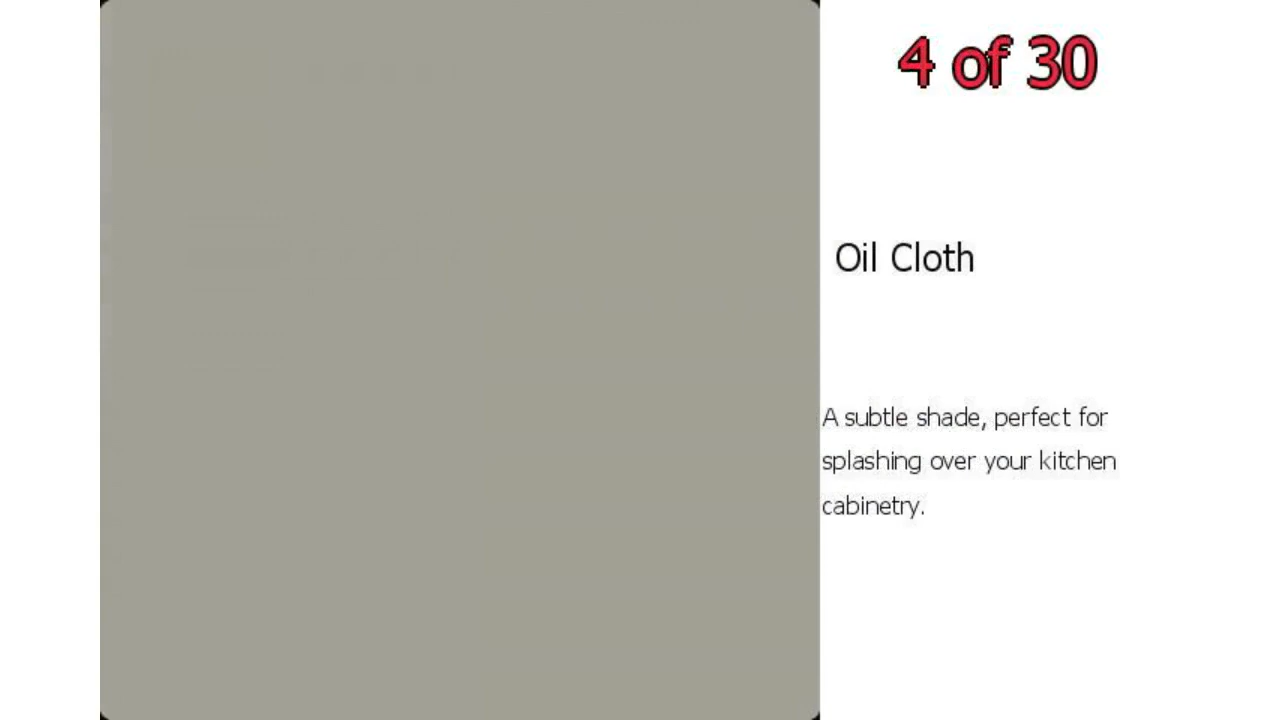 4 of 30
Oil Cloth
A subtle shade, perfect for
splashing over your kitchen
cabinetry.